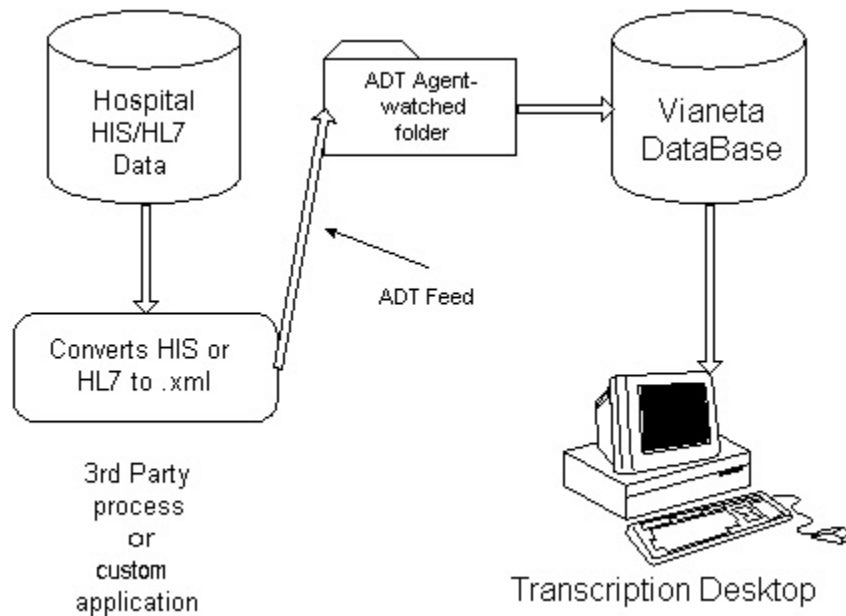 Hospital
HIS/HL7
Data
ADT Agent-
watched
folder
Vianeta
DataBase
ADT Feed
Converts HIS or
HL7 to .xml
3rd Party
process
or
custom
application
Transcription Desktop